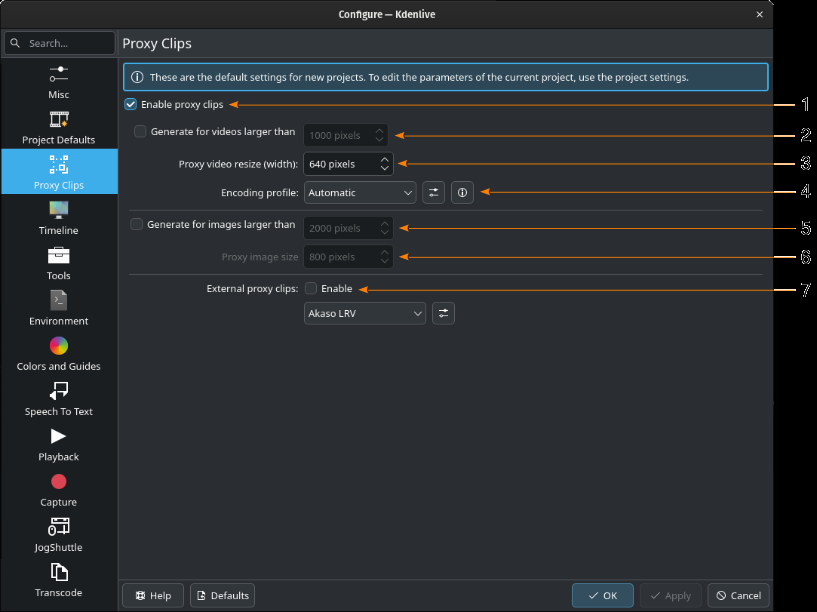 Configure — Kdenlive
Search...
Proxy Clips
Misc
Project Defaults
Proxy Clips
Timeline
Tools
Environment
Colors and Guides
Speech To Text
Playback
Capture
JogShuttle
Transcode
These are the default settings for new projects. To edit the parameters of the current project, use the project settings.
Enable proxy clips 1
Generate for videos larger than 1000 pixels 2
Proxy video resize (width): 640 pixels 3
Encoding profile: Automatic 4
Generate for images larger than 2000 pixels 5
Proxy image size 800 pixels 6
External proxy clips: Enable 7
Akaso LRV
Help Defaults OK Apply Cancel